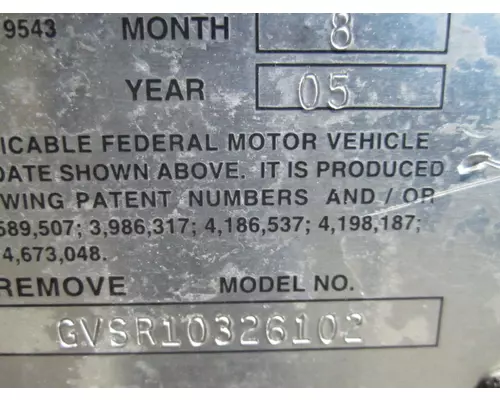 9543 MONTH 8
YEAR 05
ICABLE FEDERAL MOTOR VEHICLE
DATE SHOWN ABOVE. IT IS PRODUCED
WING PATENT NUMBERS AND / OR
589,507; 3,986,317; 4,186,537; 4,198,187;
4,673,048.
REMOVE MODEL NO.
GVSR10326102